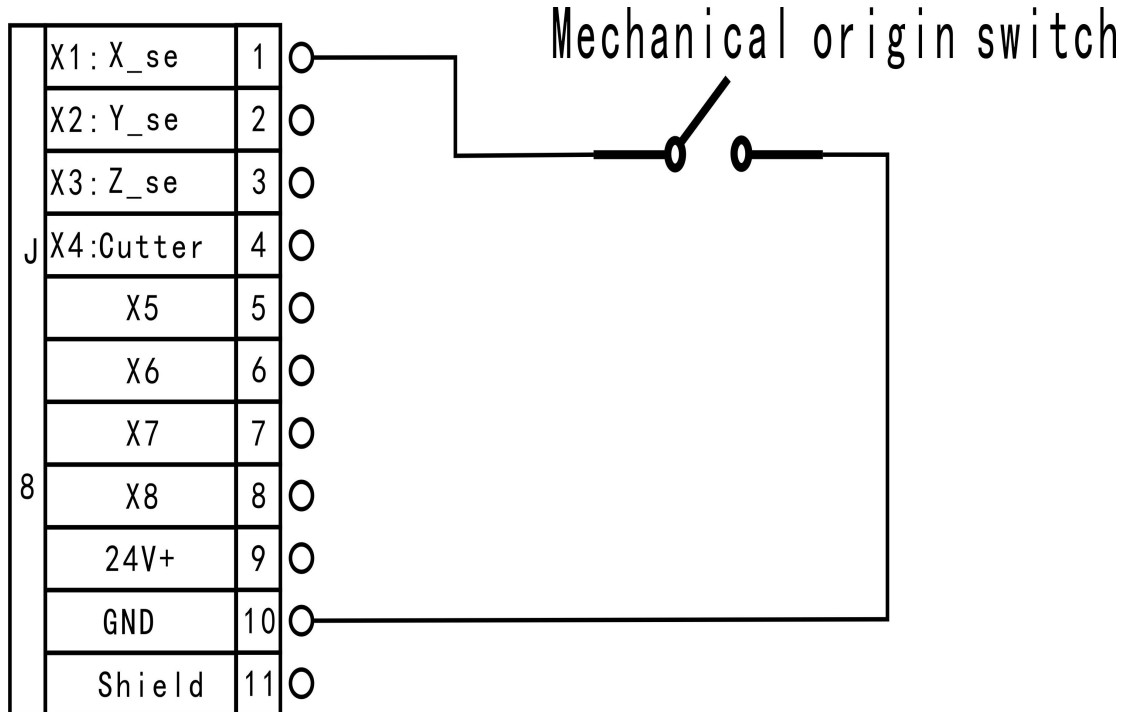 Mechanical origin switch
J 8
X1: X_se 1
X2: Y_se 2
X3: Z_se 3
X4:Cutter 4
X5 5
X6 6
X7 7
X8 8
24V+ 9
GND 10
Shield 11